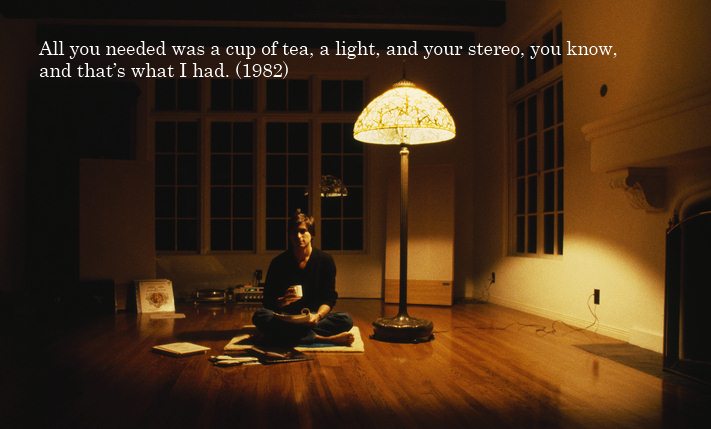 All you needed was a cup of tea, a light, and your stereo, you know,
and that’s what I had. (1982)